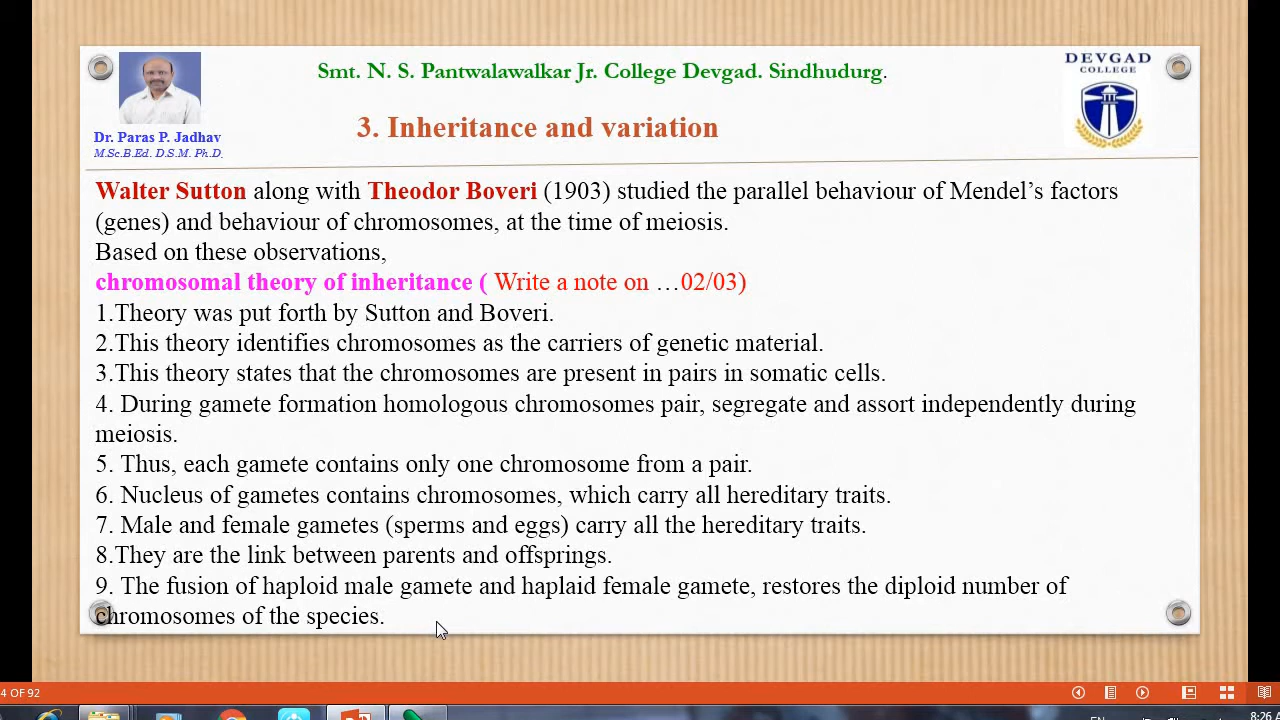 Smt. N. S. Pantwalawalkar Jr. College Devgad. Sindhudurg.
DEVGAD
COLLEGE
3. Inheritance and variation
Dr. Paras P. Jadhav
M.Sc.B.Ed. D.S.M. Ph.D.
Walter Sutton along with Theodor Boveri (1903) studied the parallel behaviour of Mendel’s factors
(genes) and behaviour of chromosomes, at the time of meiosis.
Based on these observations,
chromosomal theory of inheritance ( Write a note on …02/03)
1.Theory was put forth by Sutton and Boveri.
2.This theory identifies chromosomes as the carriers of genetic material.
3.This theory states that the chromosomes are present in pairs in somatic cells.
4. During gamete formation homologous chromosomes pair, segregate and assort independently during
meiosis.
5. Thus, each gamete contains only one chromosome from a pair.
6. Nucleus of gametes contains chromosomes, which carry all hereditary traits.
7. Male and female gametes (sperms and eggs) carry all the hereditary traits.
8.They are the link between parents and offsprings.
9. The fusion of haploid male gamete and haplaid female gamete, restores the diploid number of
chromosomes of the species.
4 OF 92